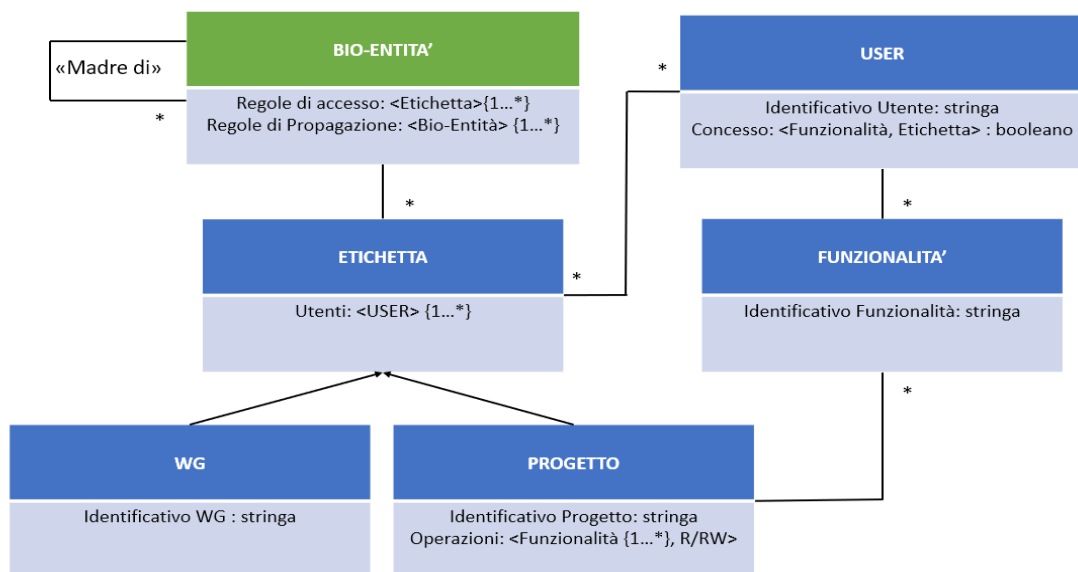 BIO-ENTITA'
«Madre di»
*
Regole di accesso: <Etichetta>{1...*}
Regole di Propagazione: <Bio-Entità> {1...*}
*
USER
*
Identificativo Utente: stringa
Concesso: <Funzionalità, Etichetta> : booleano
*
ETICHETTA
*
Utenti: <USER> {1...*}
FUNZIONALITA'
Identificativo Funzionalità: stringa
*
WG
Identificativo WG : stringa
PROGETTO
Identificativo Progetto: stringa
Operazioni: <Funzionalità {1...*}, R/RW>